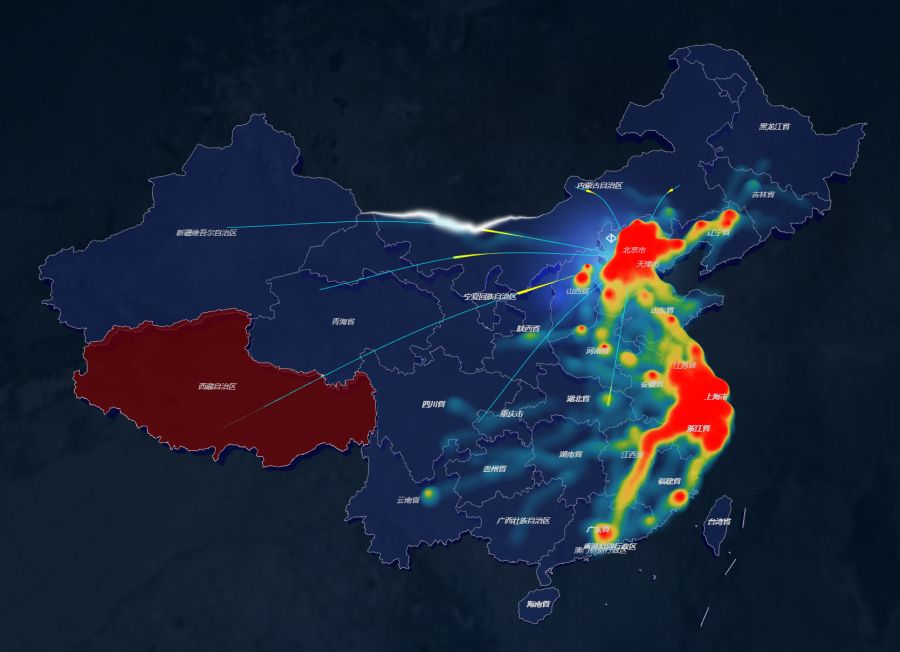 黑龙江省
内蒙古自治区
吉林省
新疆维吾尔自治区
辽宁省
北京市
天津市
山西省
宁夏回族自治区
山东省
青海省
陕西省
河南省
江苏省
西藏自治区
安徽省
上海市
四川省
湖北省
重庆市
浙江省
湖南省
江西省
贵州省
福建省
云南省
广西壮族自治区
台湾省
广东省
香港特别行政区
澳门特别行政区
海南省